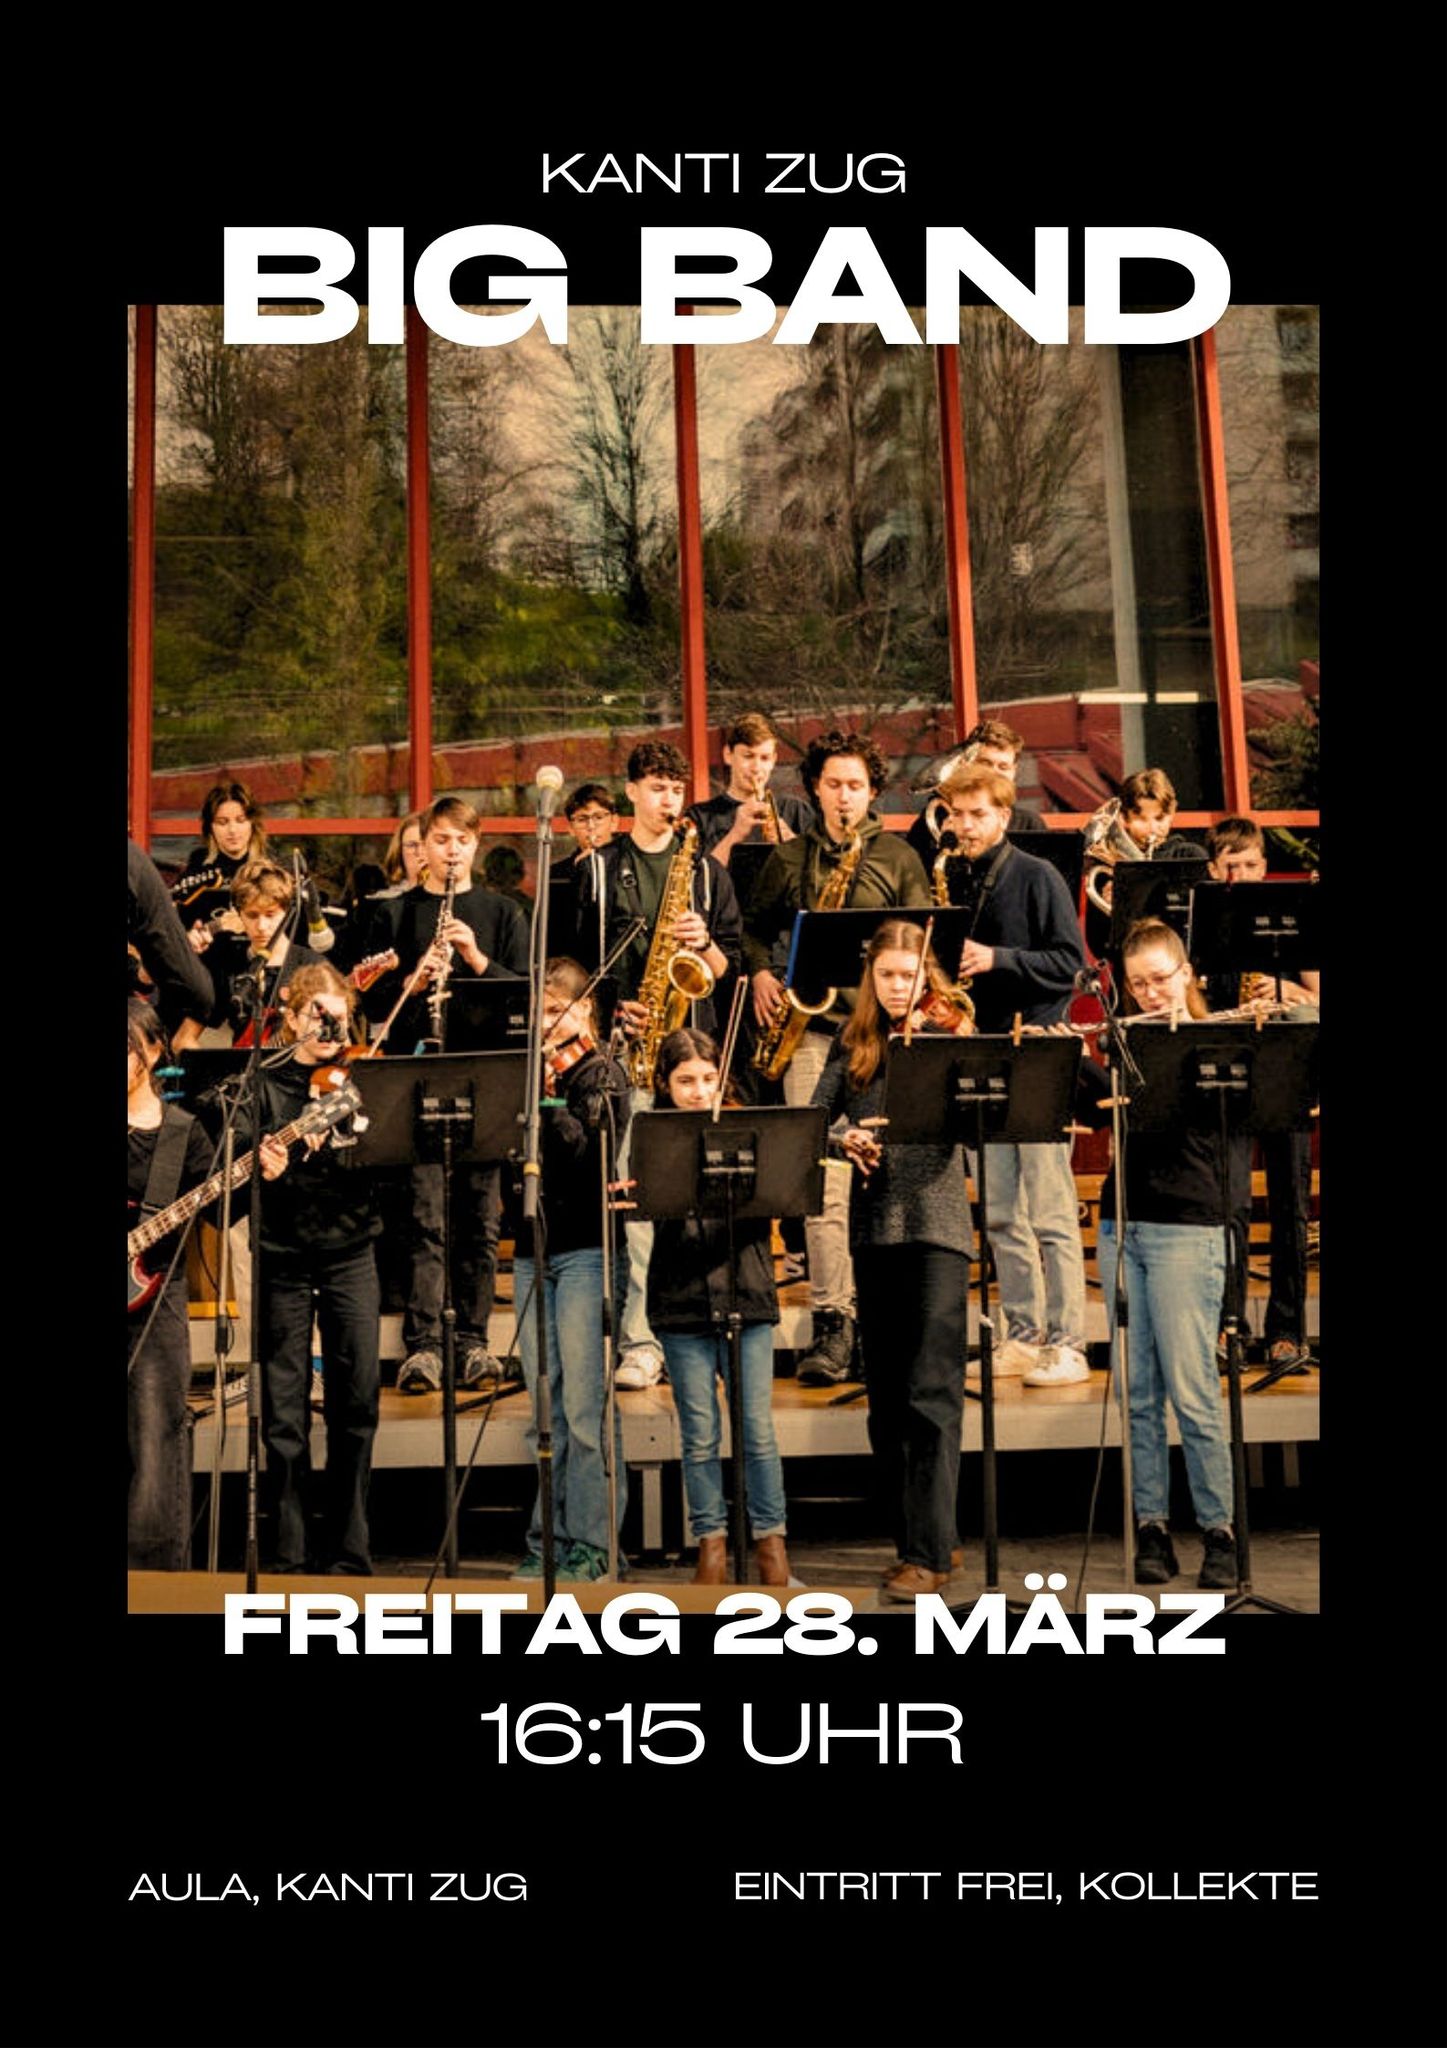 KANTI ZUG
BIG BAND
FREITAG 28. MÄRZ
16:15 UHR
AULA, KANTI ZUG
EINTRITT FREI, KOLLEKTE